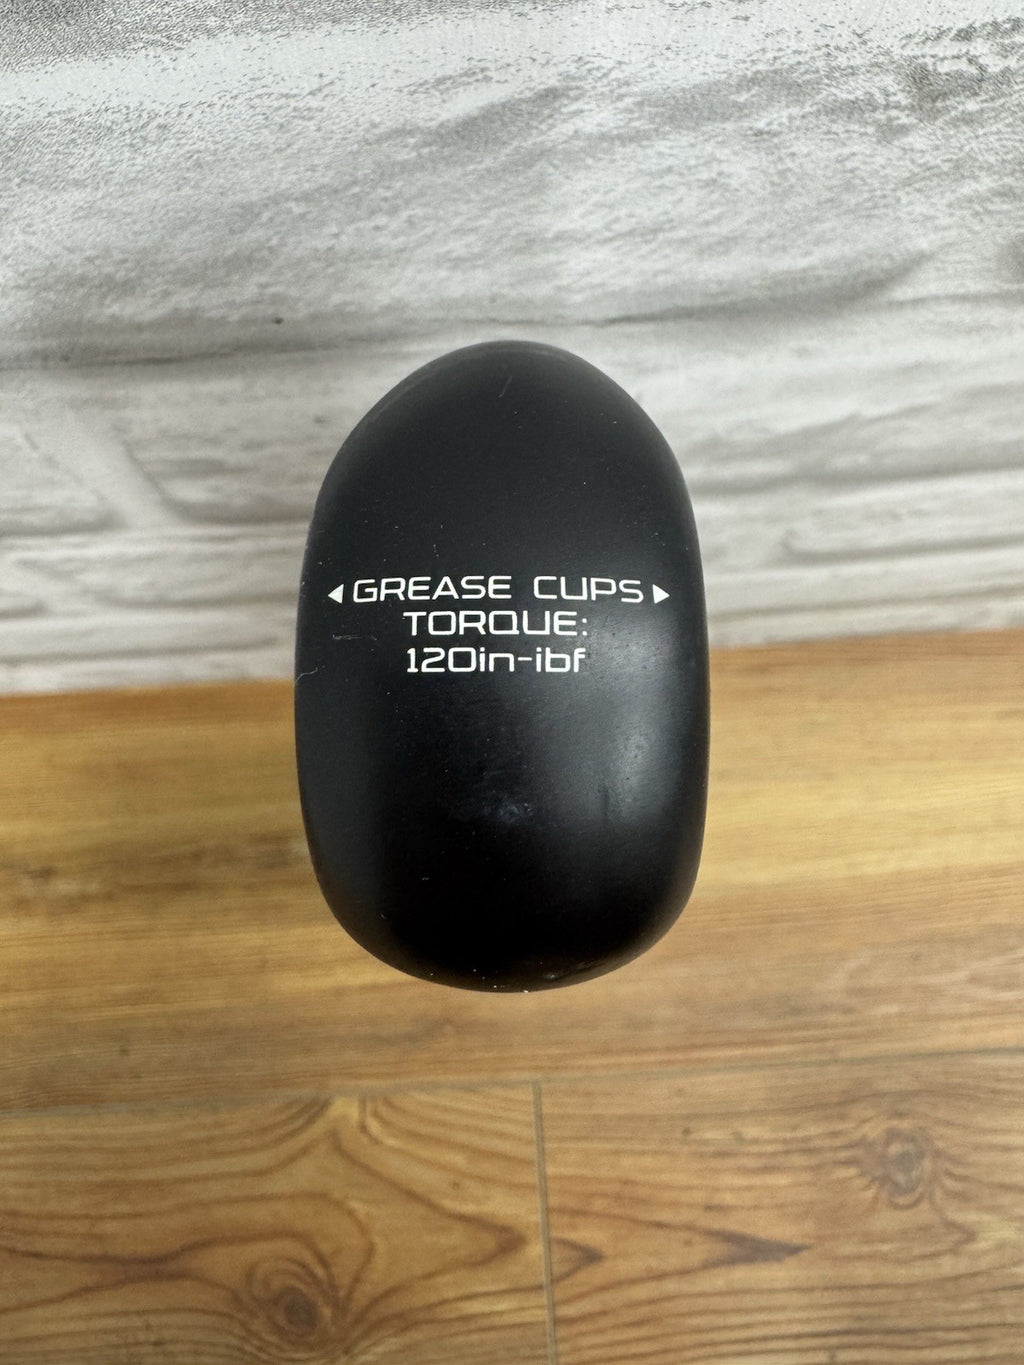 ◀GREASE CUPS▶
TORQUE:
120in-ibf